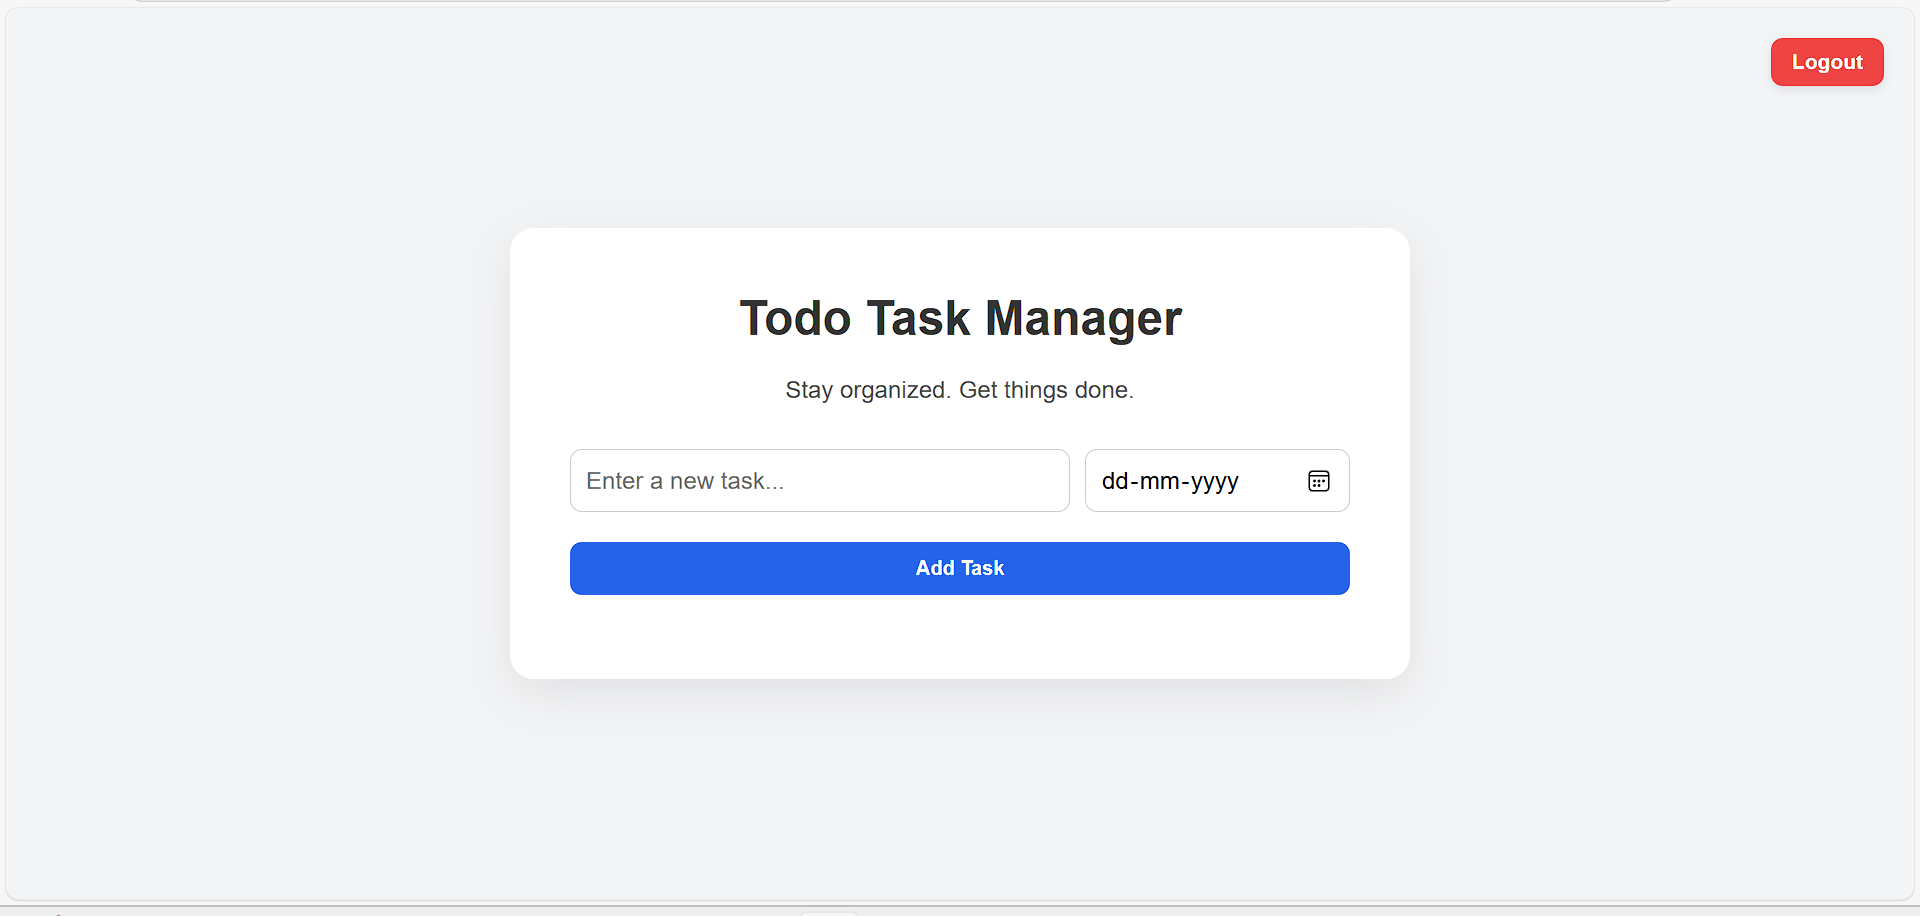 Logout
Todo Task Manager
Stay organized. Get things done.
Enter a new task...
dd-mm-yyyy
Add Task